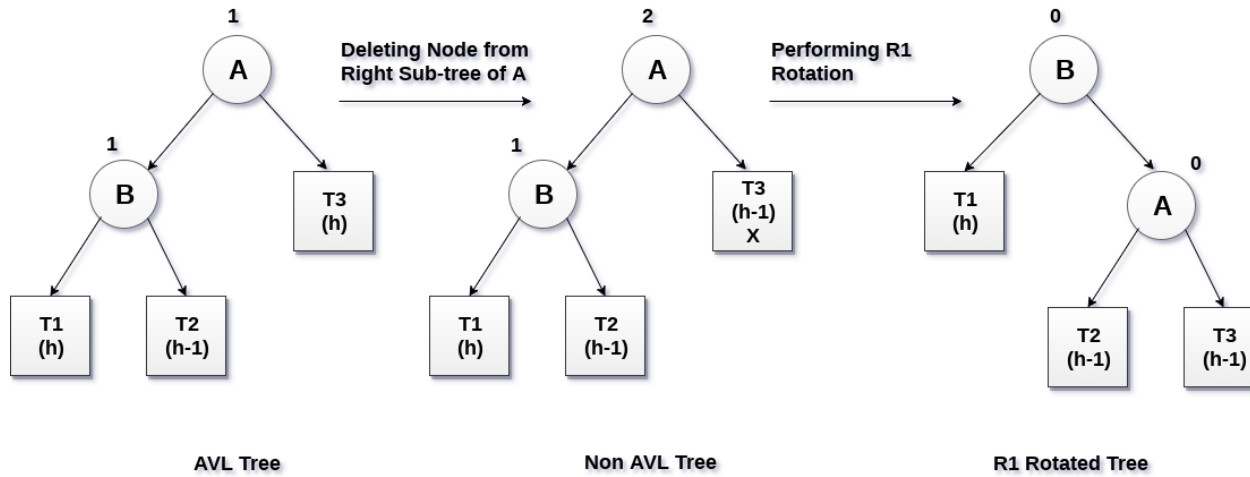 1
A
1
B
T3
(h)
T1
(h)
T2
(h-1)
AVL Tree
Deleting Node from
Right Sub-tree of A
2
A
1
B
T3
(h-1)
X
T1
(h)
T2
(h-1)
Non AVL Tree
Performing R1
Rotation
0
B
T1
(h)
0
A
T2
(h-1)
T3
(h-1)
R1 Rotated Tree